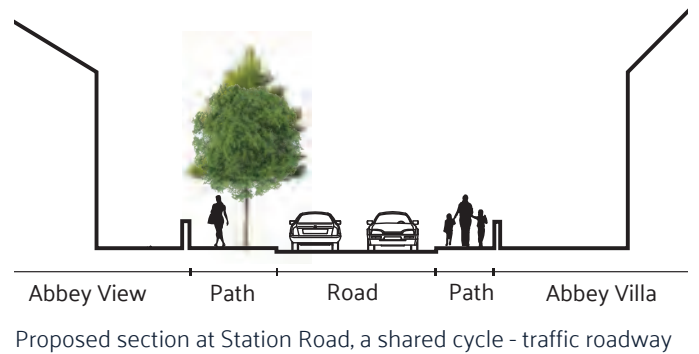 Abbey View Path Road Path Abbey Villa
Proposed section at Station Road, a shared cycle - traffic roadway